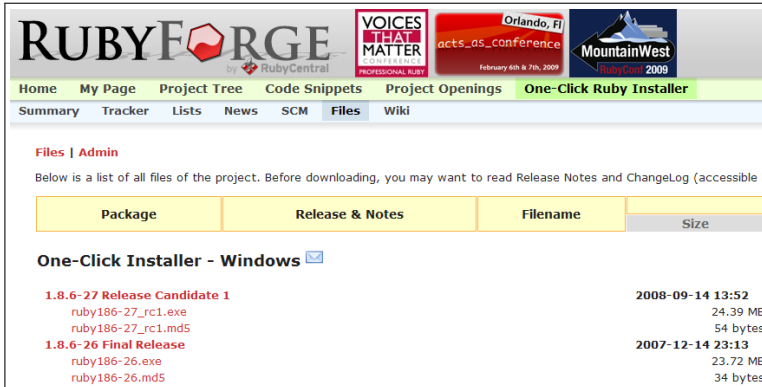 RUBYFORGE
by RubyCentral
VOICES
THAT
MATTER
CONFERENCE
PROFESSIONAL RUBY
Orlando, Fl
acts_as_conference
February 6th & 7th, 2009
MountainWest
RubyConf 2009
Home My Page Project Tree Code Snippets Project Openings One-Click Ruby Installer
Summary Tracker Lists News SCM Files Wiki
Files | Admin
Below is a list of all files of the project. Before downloading, you may want to read Release Notes and ChangeLog (accessible
Package Release & Notes Filename
Size
One-Click Installer - Windows
1.8.6-27 Release Candidate 1 2008-09-14 13:52
ruby186-27_rc1.exe 24.39 MB
ruby186-27_rc1.md5 54 bytes
1.8.6-26 Final Release 2007-12-14 23:13
ruby186-26.exe 23.72 MB
ruby186-26.md5 34 bytes